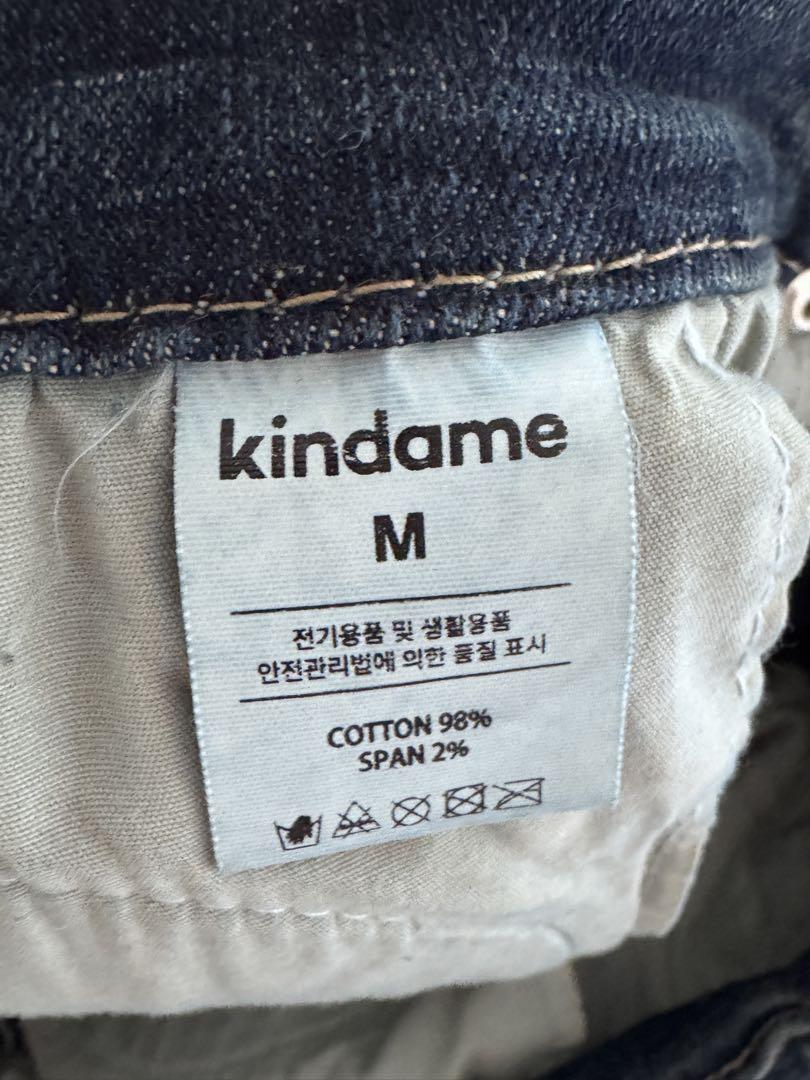 kindame
M
전기용품 및 생활용품
안전관리법에 의한 품질 표시
COTTON 98%
SPAN 2%